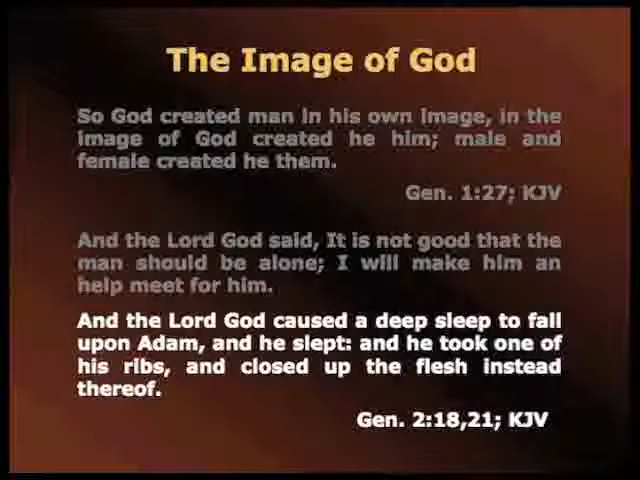 The Image of God
So God created man in his own image, in the
image of God created he him; male and
female created he them.
Gen. 1:27; KJV
And the Lord God said, It is not good that the
man should be alone; I will make him an
help meet for him.
And the Lord God caused a deep sleep to fall
upon Adam, and he slept: and he took one of
his ribs, and closed up the flesh instead
thereof.
Gen. 2:18,21; KJV